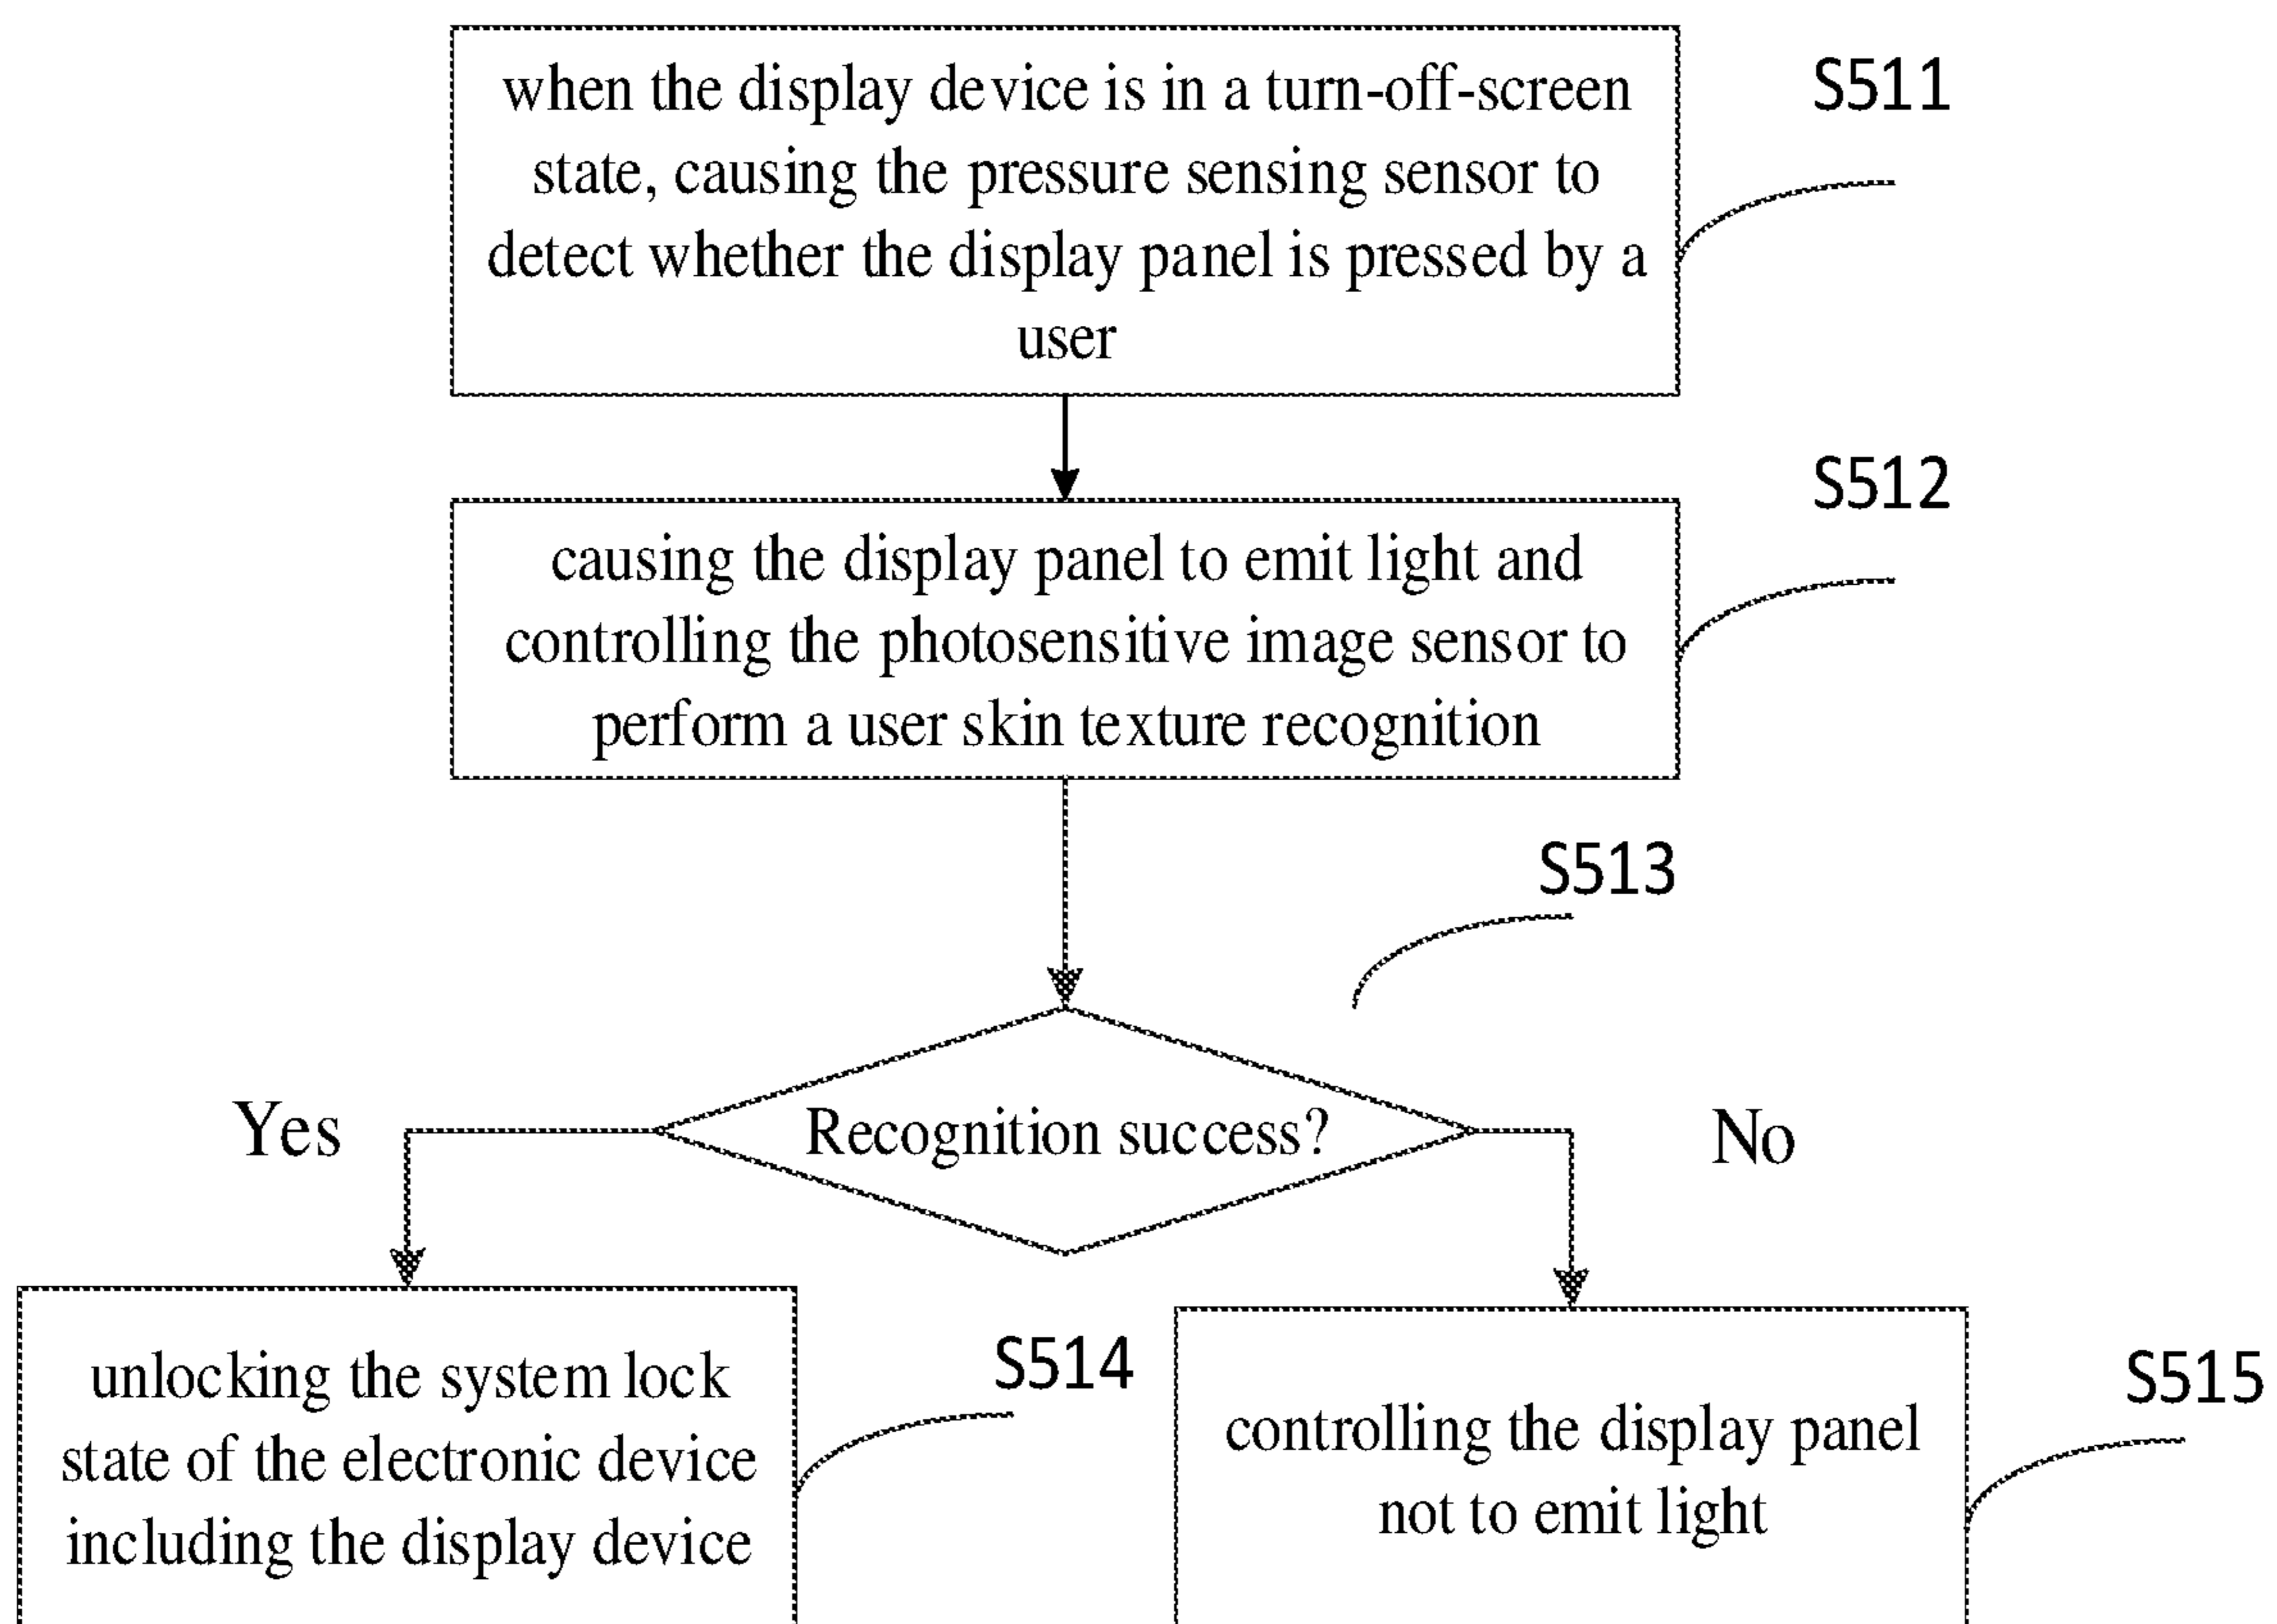 when the display device is in a turn-off-screen
state, causing the pressure sensing sensor to
detect whether the display panel is pressed by a
user
S511
causing the display panel to emit light and
controlling the photosensitive image sensor to
perform a user skin texture recognition
S512
S513
Recognition success?
Yes
No
unlocking the system lock
state of the electronic device
including the display device
S514
controlling the display panel
not to emit light
S515